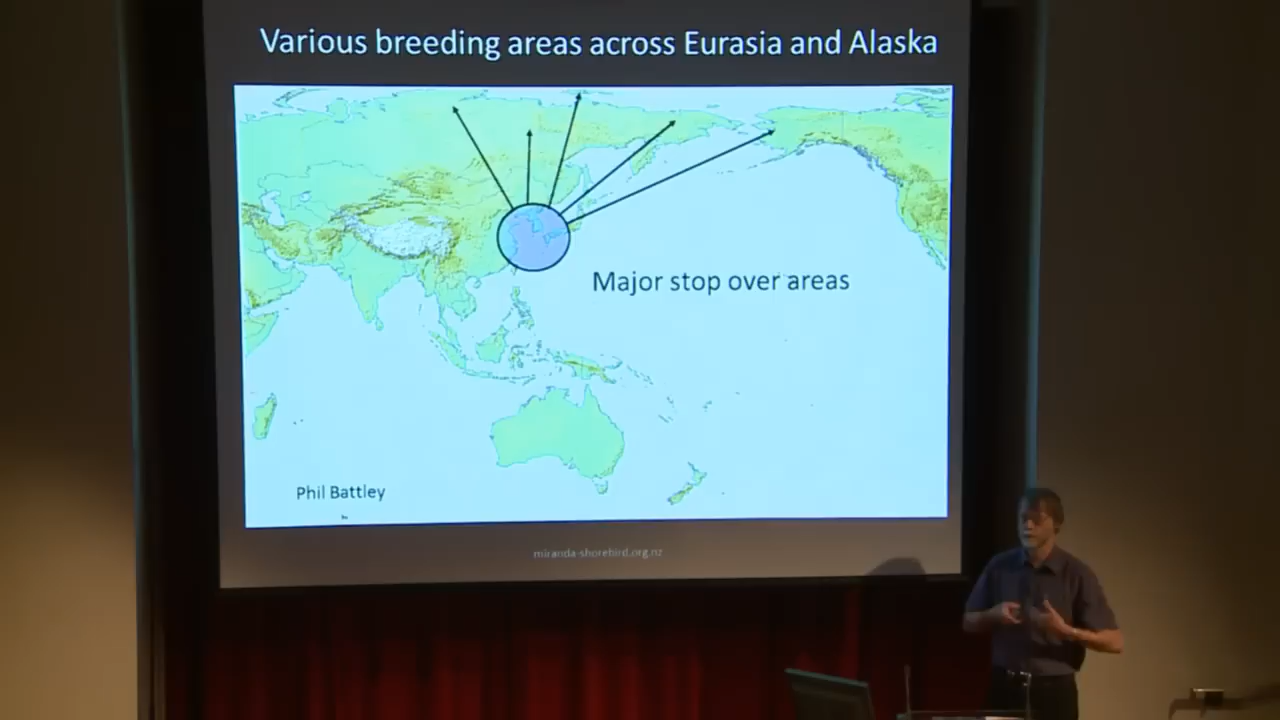 Various breeding areas across Eurasia and Alaska
Major stop over areas
Phil Battley
miranda-shorebird.org.nz